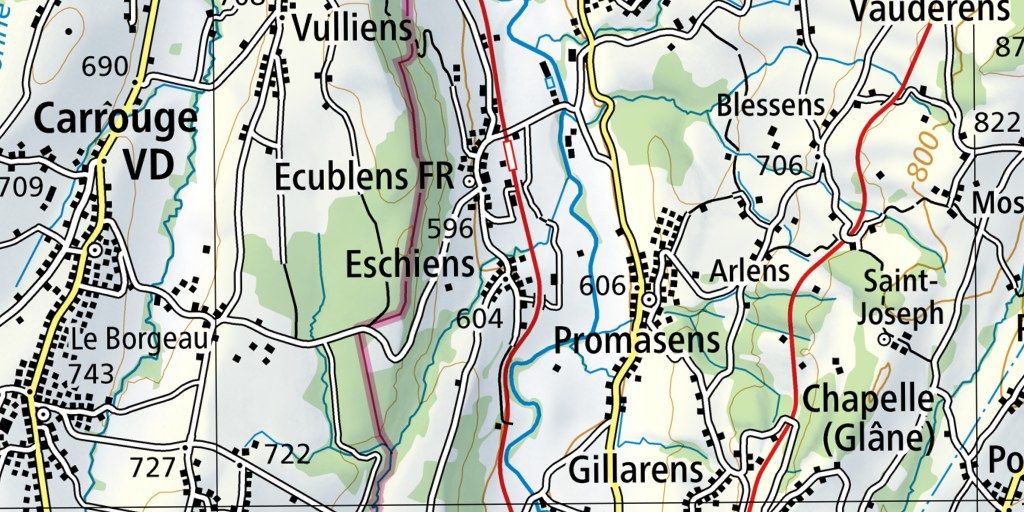 Vulliens
Vauderens
690
87
Carrouge
VD
Blessens
822
709
Ecublens FR
706
800
Mos
596
Eschiens
606
Arlens
Saint-
Joseph
604
Le Borgeau
Promasens
743
Chapelle
(Glâne)
727
722
Gillarens
Po